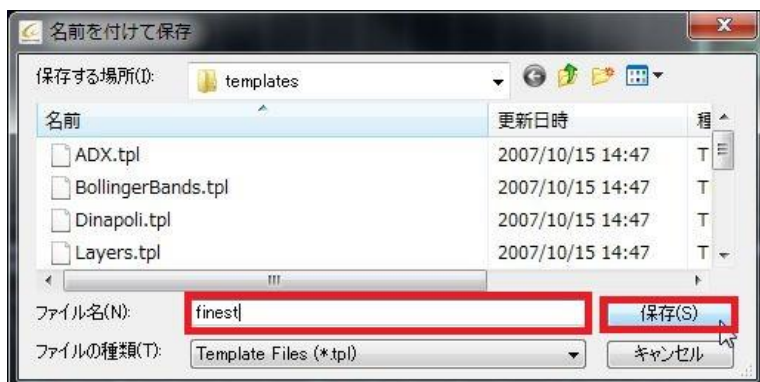 名前を付けて保存
保存する場所(I): templates
名前 更新日時 種
ADX.tpl 2007/10/15 14:47 T
BollingerBands.tpl 2007/10/15 14:47 T
Dinapoli.tpl 2007/10/15 14:47 T
Layers.tpl 2007/10/15 14:47 T
ファイル名(N): finest 保存(S)
ファイルの種類(T): Template Files (*.tpl) キャンセル